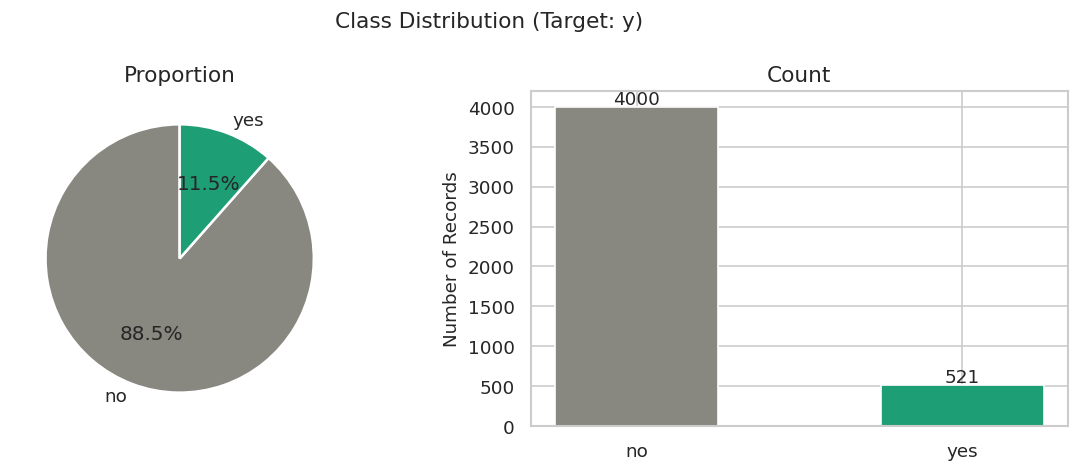 Class Distribution (Target: y)
Proportion
yes
11.5%
88.5%
no
Count
Number of Records
4000
3500
3000
2500
2000
1500
1000
500
0
4000
521
no
yes